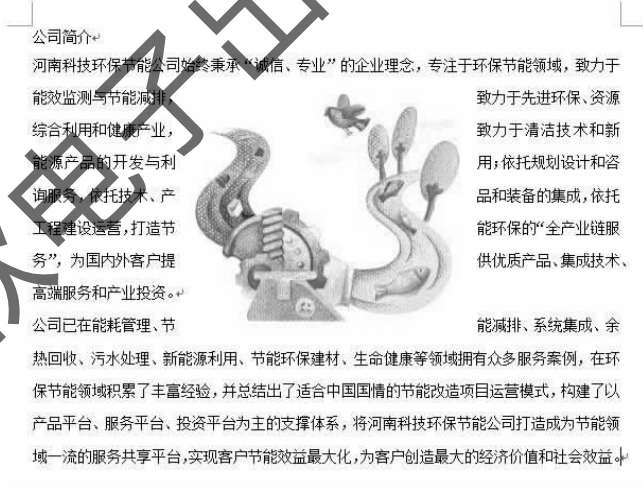 公司简介
河南科技环保节能公司始终秉承“诚信、专业”的企业理念，专注于环保节能领域，致力于
能效监测与节能减排， 致力于先进环保、资源
综合利用和健康产业， 致力于清洁技术和新
能源产品的开发与利 用；依托规划设计和咨
询服务，依托技术、产 品和装备的集成，依托
工程建设运营，打造节 能环保的“全产业链服
务”，为国内外客户提 供优质产品、集成技术、
高端服务和产业投资。
公司已在能耗管理、节 能减排、系统集成、余
热回收、污水处理、新能源利用、节能环保建材、生命健康等领域拥有众多服务案例，在环
保节能领域积累了丰富经验，并总结出了适合中国国情的节能改造项目运营模式，构建了以
产品平台、服务平台、投资平台为主的支撑体系，将河南科技环保节能公司打造成为节能领
域一流的服务共享平台，实现客户节能效益最大化，为客户创造最大的经济价值和社会效益。
电子